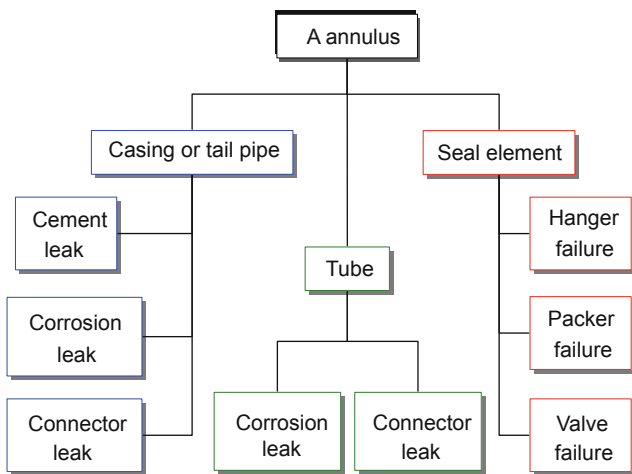 A annulus
Casing or tail pipe
Seal element
Cement
leak
Hanger
failure
Tube
Corrosion
leak
Packer
failure
Connector
leak
Corrosion
leak
Connector
leak
Valve
failure